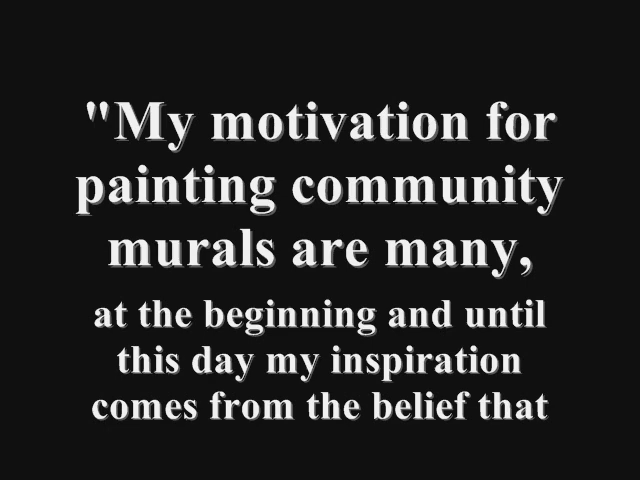 "My motivation for
painting community
murals are many,
at the beginning and until
this day my inspiration
comes from the belief that